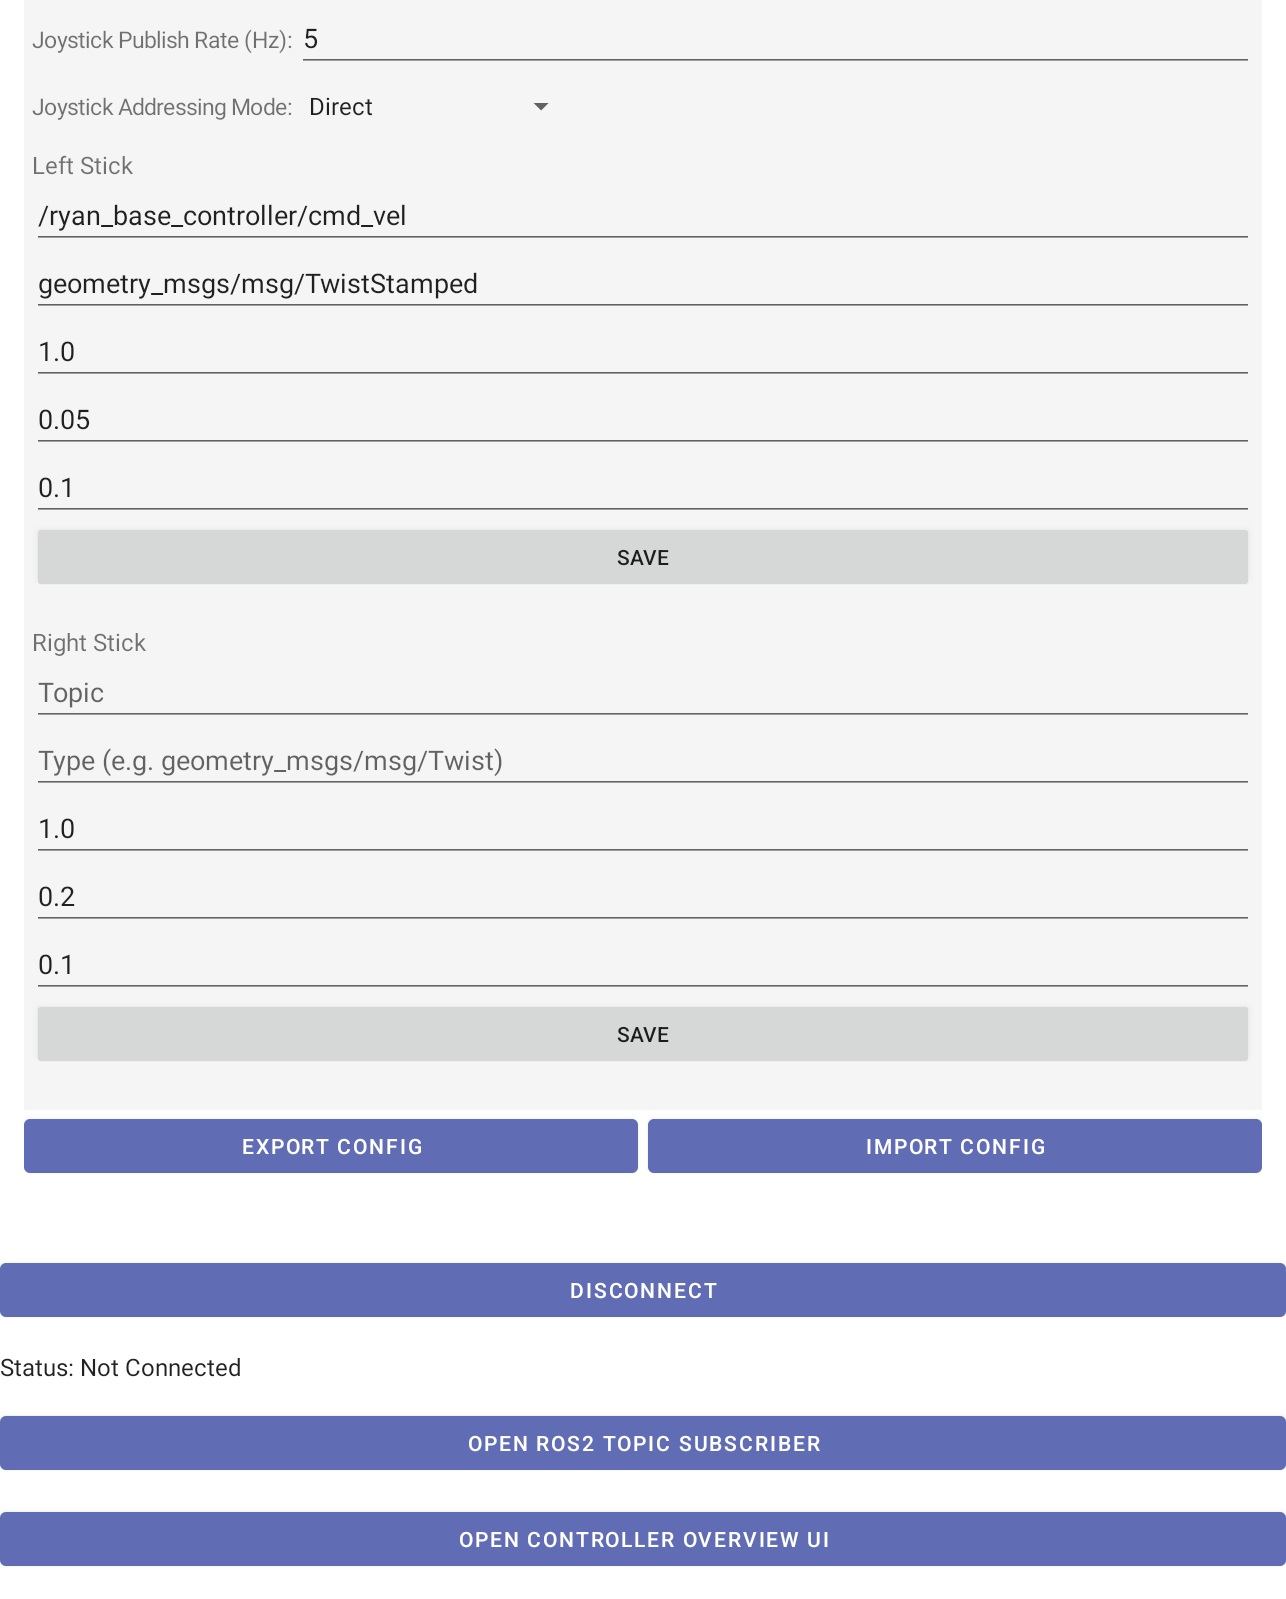 Joystick Publish Rate (Hz): 5
Joystick Addressing Mode: Direct
Left Stick
/ryan_base_controller/cmd_vel
geometry_msgs/msg/TwistStamped
1.0
0.05
0.1
SAVE
Right Stick
Topic
Type (e.g. geometry_msgs/msg/Twist)
1.0
0.2
0.1
SAVE
EXPORT CONFIG IMPORT CONFIG
DISCONNECT
Status: Not Connected
OPEN ROS2 TOPIC SUBSCRIBER
OPEN CONTROLLER OVERVIEW UI